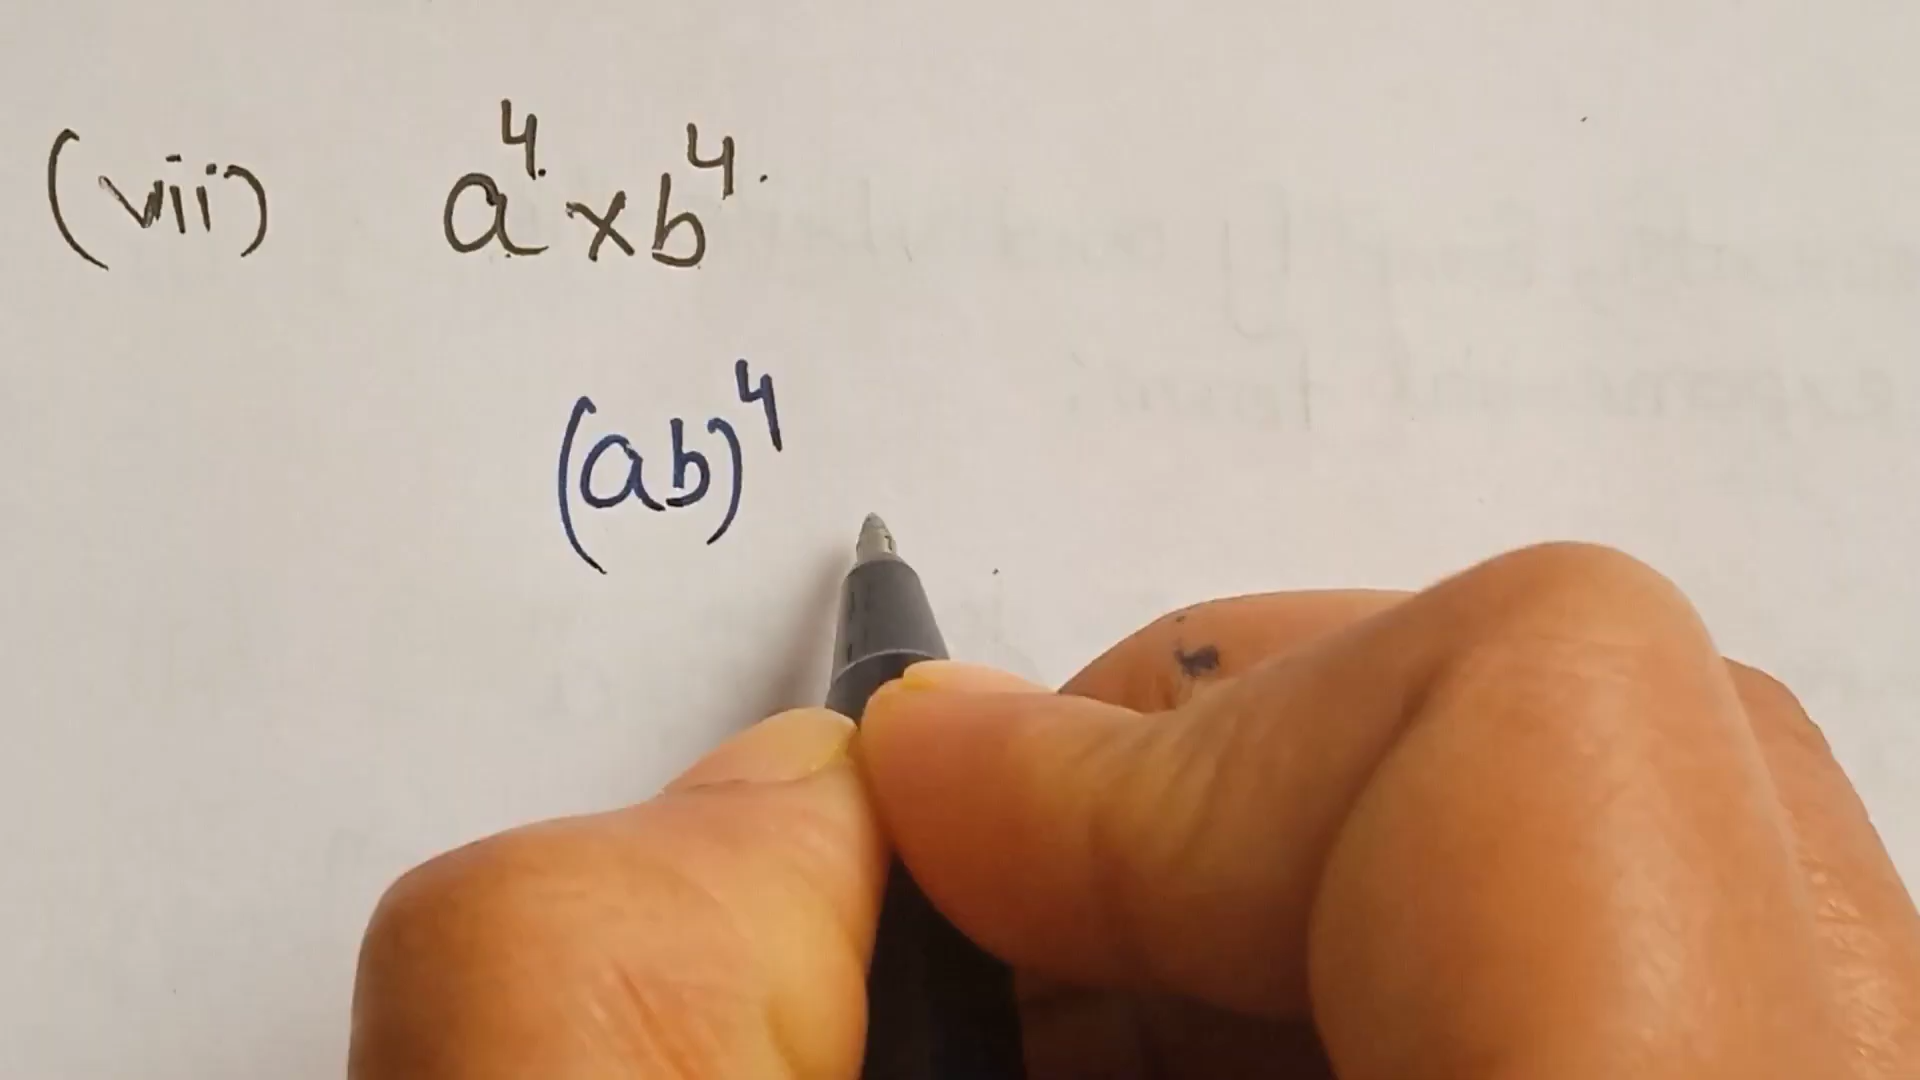 (vii) a⁴ × b⁴.
(ab)⁴